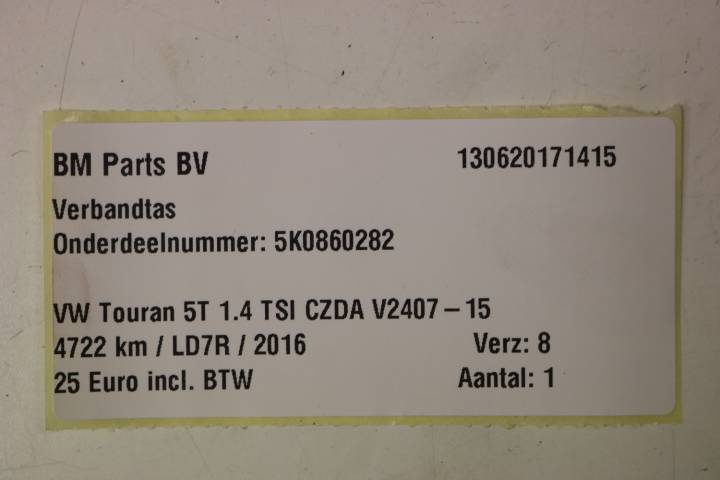 BM Parts BV 130620171415
Verbandtas
Onderdeelnummer: 5K0860282
VW Touran 5T 1.4 TSI CZDA V2407-15
4722 km / LD7R / 2016 Verz: 8
25 Euro incl. BTW Aantal: 1